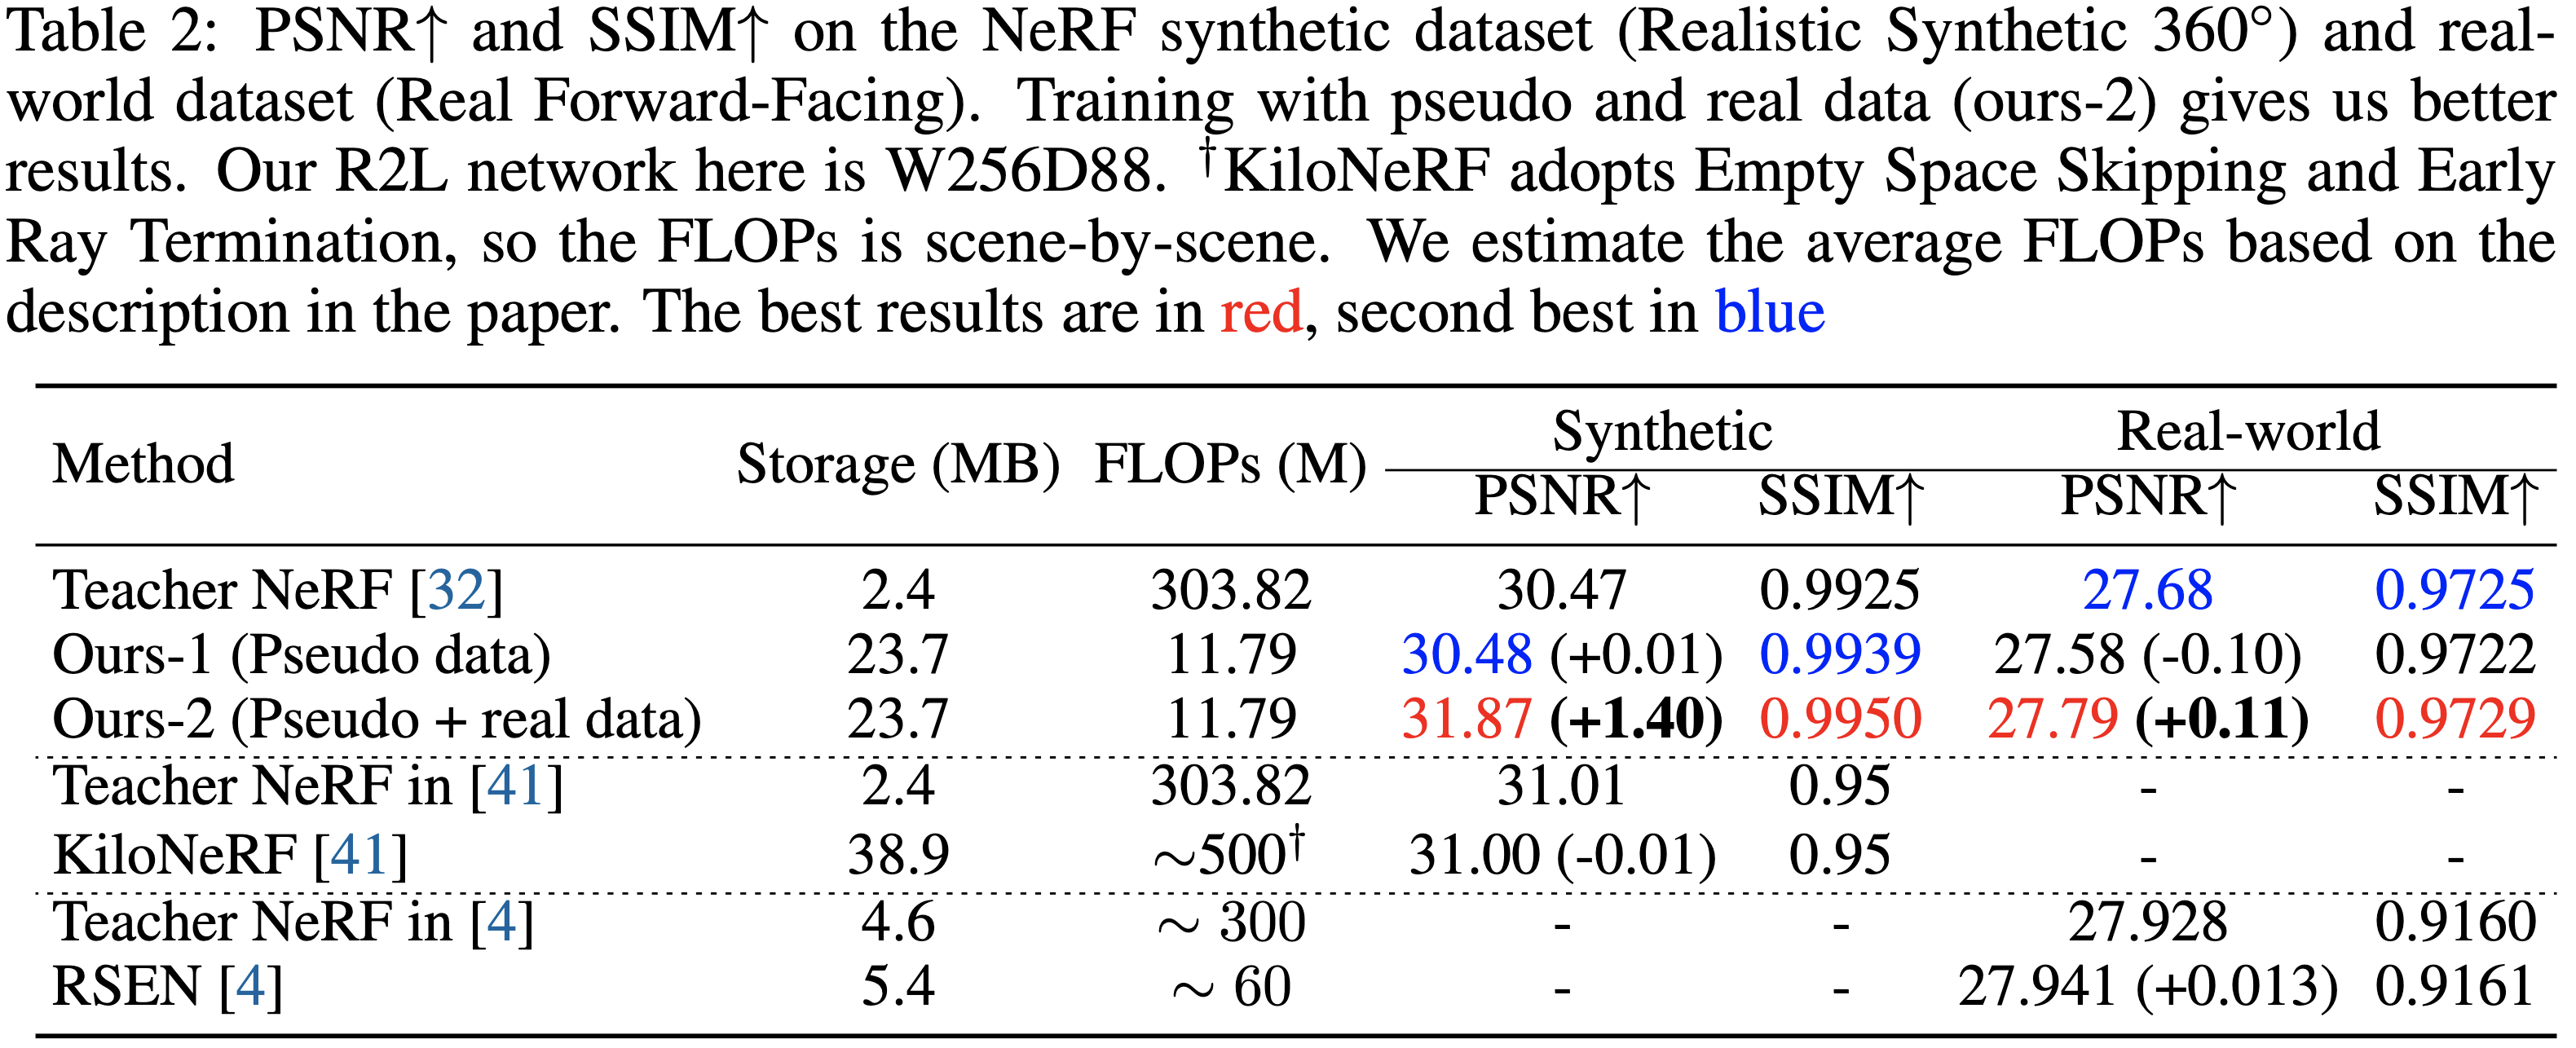 Table 2: PSNR↑ and SSIM↑ on the NeRF synthetic dataset (Realistic Synthetic 360°) and real-
world dataset (Real Forward-Facing). Training with pseudo and real data (ours-2) gives us better
results. Our R2L network here is W256D88. †KiloNeRF adopts Empty Space Skipping and Early
Ray Termination, so the FLOPs is scene-by-scene. We estimate the average FLOPs based on the
description in the paper. The best results are in red, second best in blue
Method Storage (MB) FLOPs (M) Synthetic Real-world
PSNR↑ SSIM↑ PSNR↑ SSIM↑
Teacher NeRF [32] 2.4 303.82 30.47 0.9925 27.68 0.9725
Ours-1 (Pseudo data) 23.7 11.79 30.48 (+0.01) 0.9939 27.58 (-0.10) 0.9722
Ours-2 (Pseudo + real data) 23.7 11.79 31.87 (+1.40) 0.9950 27.79 (+0.11) 0.9729
Teacher NeRF in [41] 2.4 303.82 31.01 0.95 - -
KiloNeRF [41] 38.9 ~500† 31.00 (-0.01) 0.95 - -
Teacher NeRF in [4] 4.6 ~ 300 - - 27.928 0.9160
RSEN [4] 5.4 ~ 60 - - 27.941 (+0.013) 0.9161